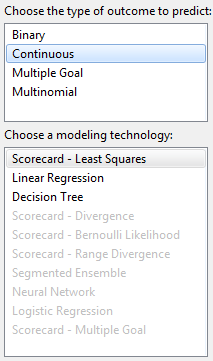 Choose the type of outcome to predict:
Binary
Continuous
Multiple Goal
Multinomial
Choose a modeling technology:
Scorecard - Least Squares
Linear Regression
Decision Tree
Scorecard - Divergence
Scorecard - Bernoulli Likelihood
Scorecard - Range Divergence
Segmented Ensemble
Neural Network
Logistic Regression
Scorecard - Multiple Goal